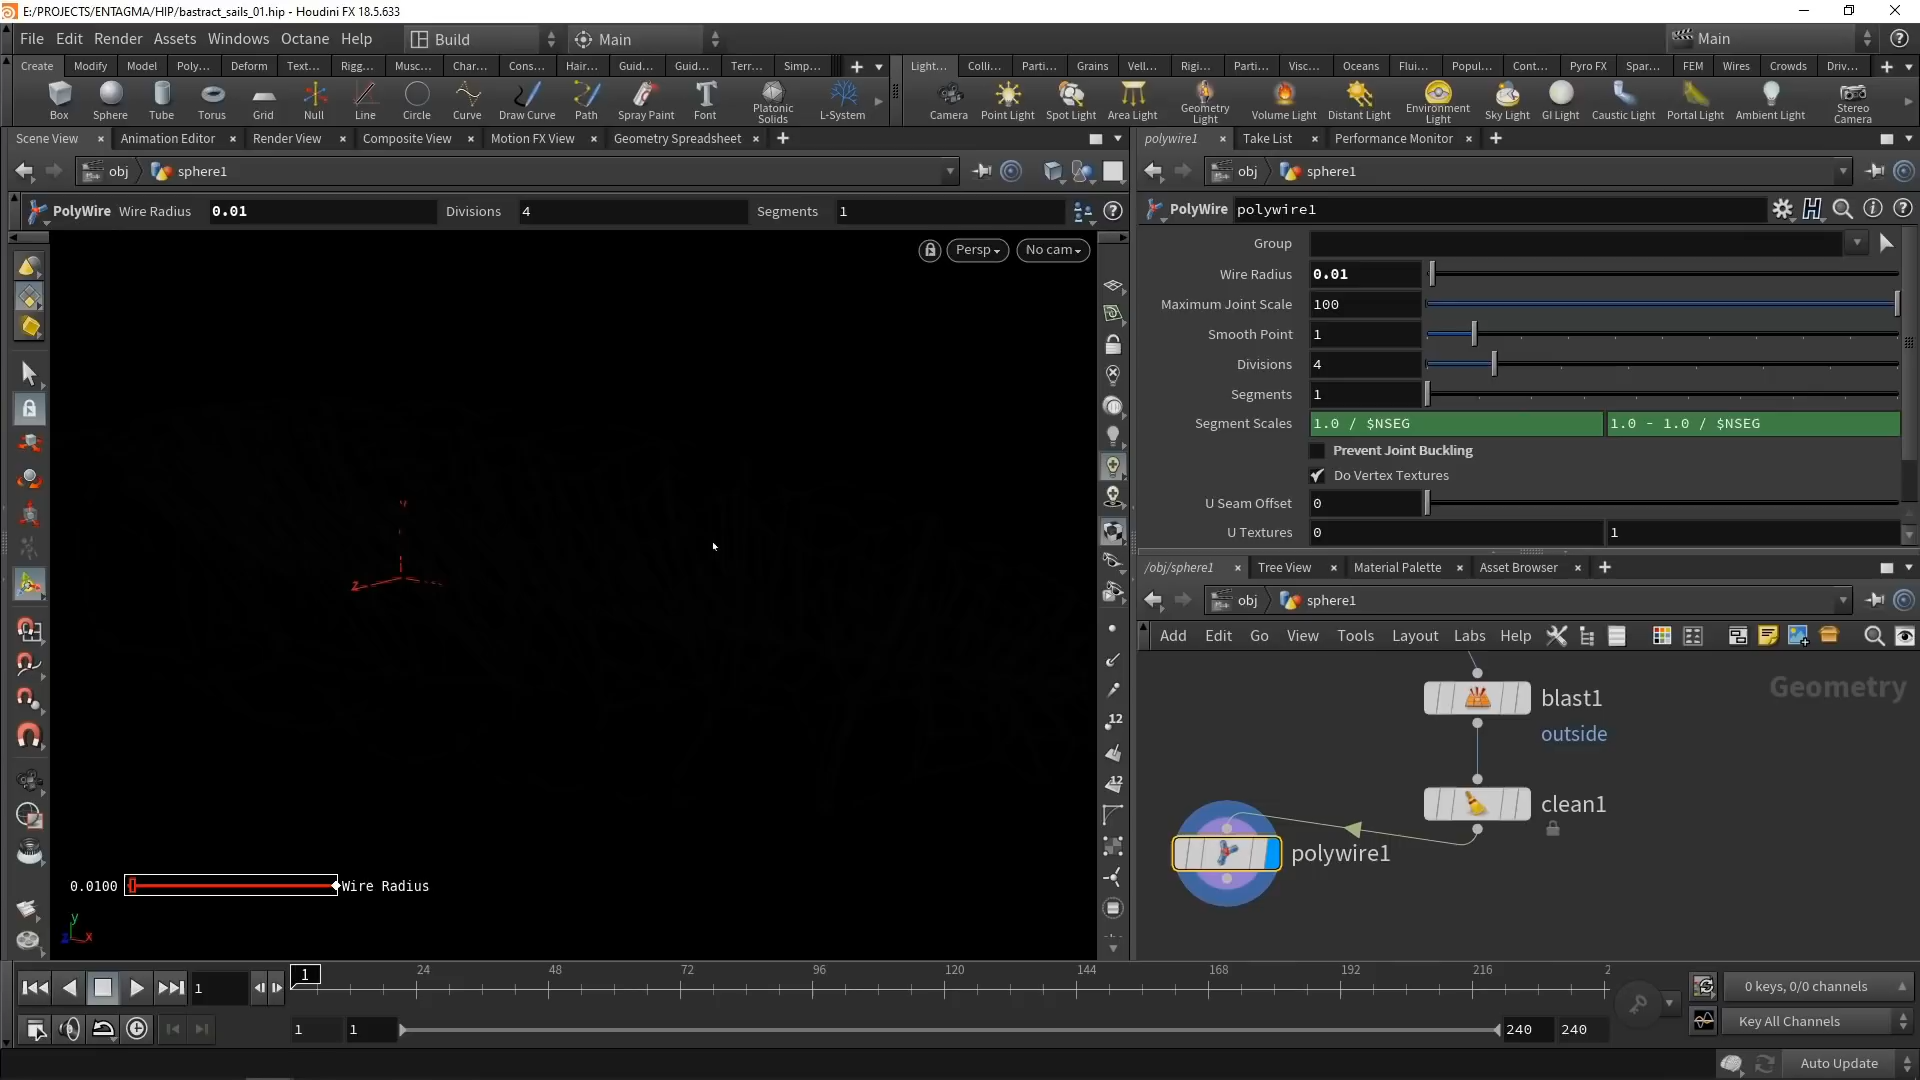 E:/PROJECTS/ENTAGMA/HIP/bastract_sails_01.hip - Houdini FX 18.5.633
File Edit Render Assets Windows Octane Help Build Main Main
Create Modify Model Poly... Deform Text... Rigg... Musc... Char... Cons... Hair... Guid... Guid... Terr... Simp... Light... Colli... Parti... Grains Vell... Rigi... Parti... Visc... Oceans Flui... Popul... Cont... Pyro FX Spar... FEM Wires Crowds Driv...
Box Sphere Tube Torus Grid Null Line Circle Curve Draw Curve Path Spray Paint Font Platonic Solids L-System Camera Point Light Spot Light Area Light Geometry Light Volume Light Distant Light Environment Light Sky Light GI Light Caustic Light Portal Light Ambient Light Stereo Camera
Scene View Animation Editor Render View Composite View Motion FX View Geometry Spreadsheet
obj sphere1
PolyWire Wire Radius 0.01 Divisions 4 Segments 1
Persp No cam
12
12
y
z
0.0100 Wire Radius
y
z x
polywire1 Take List Performance Monitor
obj sphere1
PolyWire polywire1
Group
Wire Radius 0.01
Maximum Joint Scale 100
Smooth Point 1
Divisions 4
Segments 1
Segment Scales 1.0 / $NSEG 1.0 - 1.0 / $NSEG
Prevent Joint Buckling
Do Vertex Textures
U Seam Offset 0
U Textures 0 1
/obj/sphere1 Tree View Material Palette Asset Browser
obj sphere1
Add Edit Go View Tools Layout Labs Help
Geometry
blast1
outside
clean1
polywire1
1 1 24 48 72 96 120 144 168 192 216 2
0 keys, 0/0 channels
1 1 240 240
Key All Channels
Auto Update